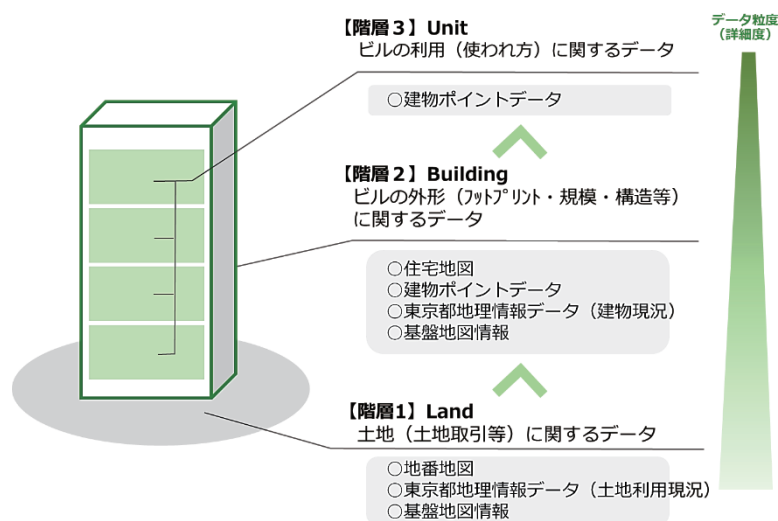 【階層３】Unit
ビルの利用（使われ方）に関するデータ
○建物ポイントデータ
【階層２】Building
ビルの外形（ﾌｯﾄﾌﾟﾘﾝﾄ・規模・構造等）
に関するデータ
○住宅地図
○建物ポイントデータ
○東京都地理情報データ（建物現況）
○基盤地図情報
【階層1】Land
土地（土地取引等）に関するデータ
○地番地図
○東京都地理情報データ（土地利用現況）
○基盤地図情報
データ粒度
（詳細度）